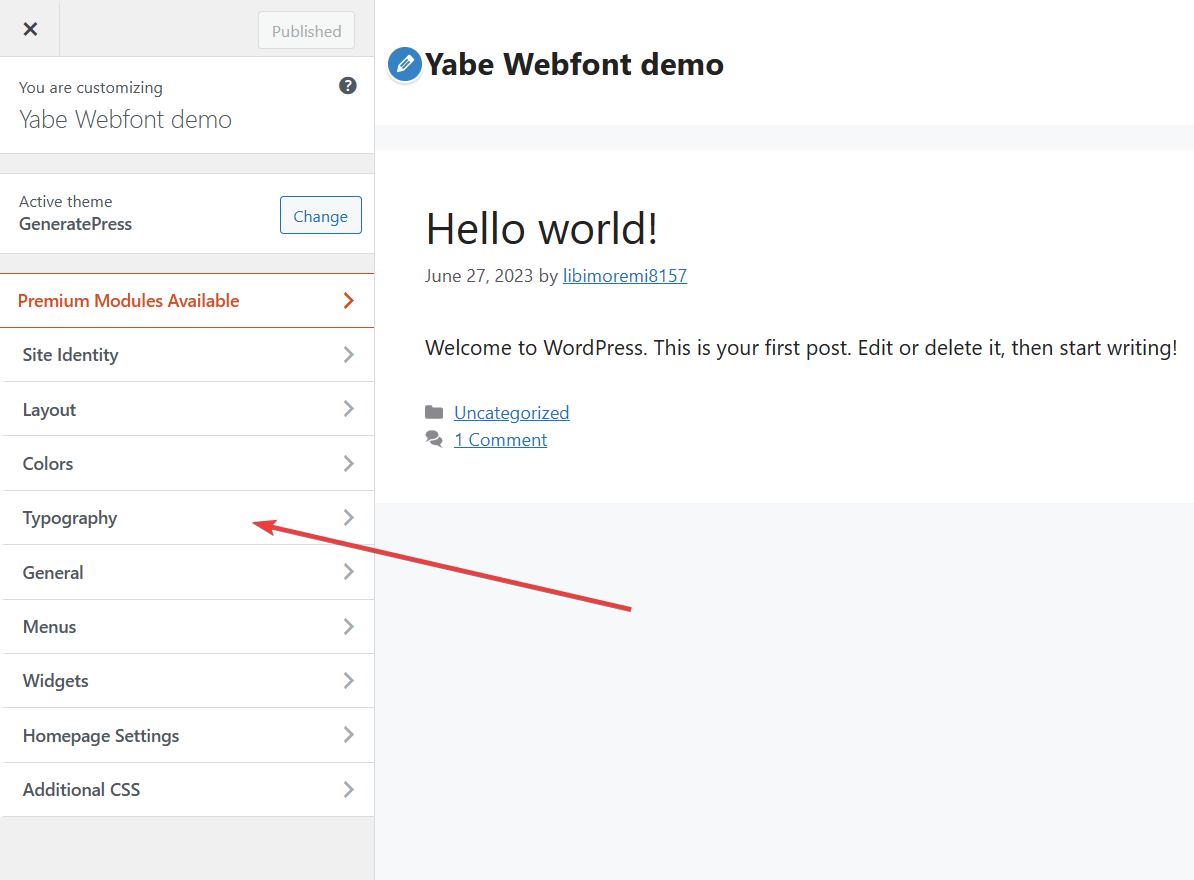 Published
You are customizing
Yabe Webfont demo
Active theme
GeneratePress
Change
Premium Modules Available
Site Identity
Layout
Colors
Typography
General
Menus
Widgets
Homepage Settings
Additional CSS
Yabe Webfont demo
Hello world!
June 27, 2023 by libimoremi8157
Welcome to WordPress. This is your first post. Edit or delete it, then start writing!
Uncategorized
1 Comment